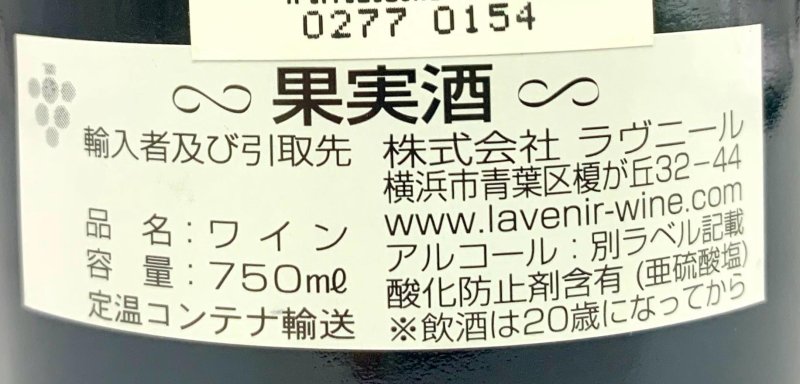 0277 0154
果実酒
輸入者及び引取先 株式会社 ラヴニール
横浜市青葉区榎が丘32-44
www.lavenir-wine.com
品名:ワイン
アルコール:別ラベル記載
容量:750㎖
酸化防止剤含有(亜硫酸塩)
定温コンテナ輸送
※飲酒は20歳になってから